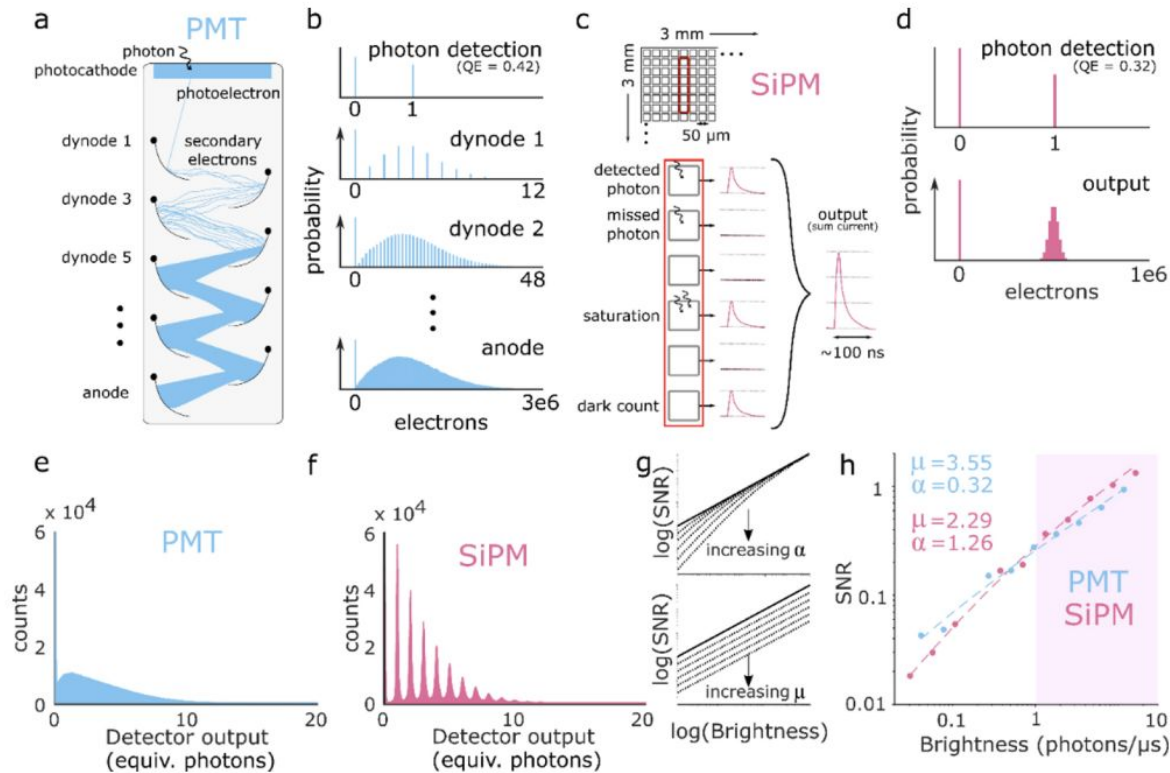 a
PMT
photon
photocathode
photoelectron
dynode 1
secondary
electrons
dynode 3
dynode 5
anode
b
photon detection
(QE = 0.42)
0 1
dynode 1
0 12
dynode 2
0 48
anode
0 3e6
electrons
probability
c
3 mm
3 mm
SiPM
50 µm
detected
photon
missed
photon
saturation
dark count
output
(sum current)
~100 ns
d
photon detection
(QE = 0.32)
0 1
output
0 1e6
electrons
probability
e
x 10^4
PMT
6
4
2
0
counts
0 10 20
Detector output
(equiv. photons)
f
x 10^4
SiPM
6
4
2
0
counts
0 10 20
Detector output
(equiv. photons)
g
log(SNR)
increasing α
log(SNR)
increasing μ
log(Brightness)
h
μ=3.55
α=0.32
μ=2.29
α=1.26
PMT
SiPM
1
0.1
0.01
SNR
0.1 1 10
Brightness (photons/µs)